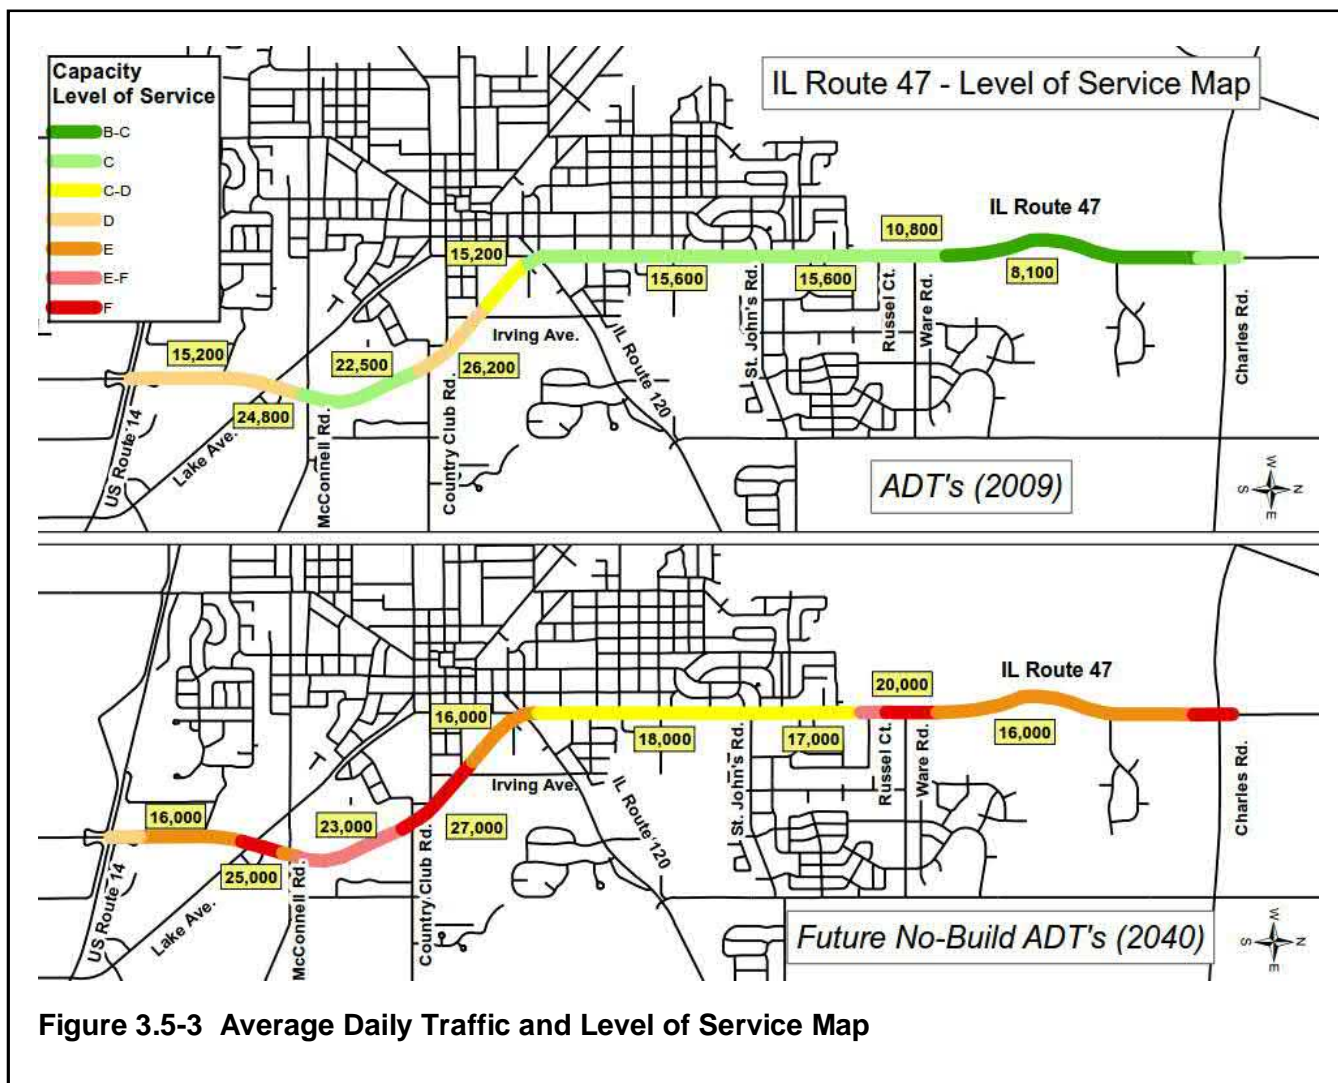 Capacity
Level of Service
B-C
C
C-D
D
E
E-F
F
IL Route 47 - Level of Service Map
IL Route 47
10,800
15,200
15,600
15,600
8,100
15,200
22,500
26,200
24,800
Irving Ave.
IL Route 120
St. John's Rd.
Russel Ct.
Ware Rd.
Charles Rd.
US Route 14
Lake Ave.
McConnell Rd.
Country Club Rd.
ADT's (2009)
W
N
S
E
IL Route 47
20,000
16,000
18,000
17,000
16,000
16,000
23,000
27,000
25,000
Irving Ave.
IL Route 120
St. John's Rd.
Russel Ct.
Ware Rd.
Charles Rd.
US Route 14
Lake Ave.
McConnell Rd.
Country Club Rd.
Future No-Build ADT's (2040)
W
N
S
E
Figure 3.5-3 Average Daily Traffic and Level of Service Map